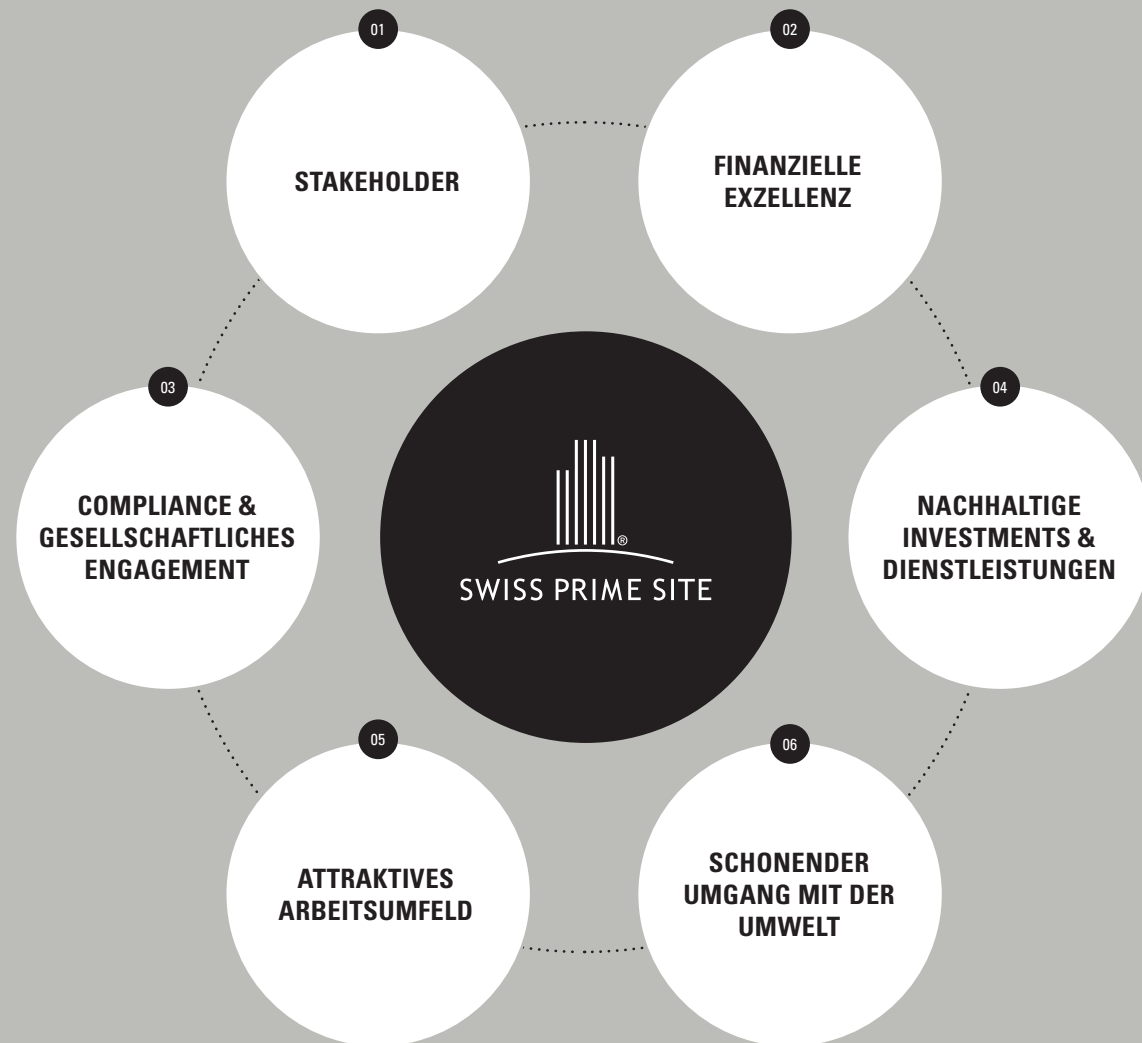 01
STAKEHOLDER
02
FINANZIELLE
EXZELLENZ
03
COMPLIANCE &
GESELLSCHAFTLICHES
ENGAGEMENT
®
SWISS PRIME SITE
04
NACHHALTIGE
INVESTMENTS &
DIENSTLEISTUNGEN
05
ATTRAKTIVES
ARBEITSUMFELD
06
SCHONENDER
UMGANG MIT DER
UMWELT